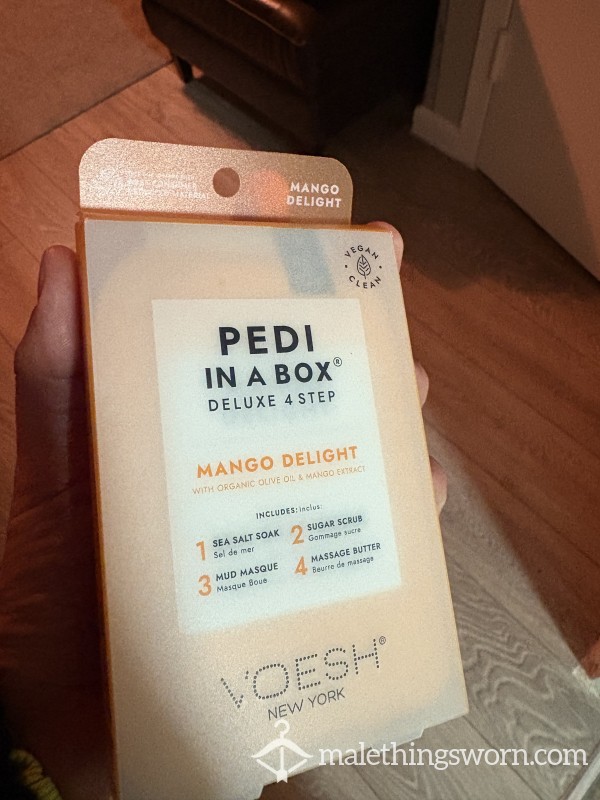 MANGO
DELIGHT
VEGAN
CLEAN
PEDI
IN A BOX®
DELUXE 4 STEP
MANGO DELIGHT
WITH ORGANIC OLIVE OIL & MANGO EXTRACT
INCLUDES: Inclus:
1 SEA SALT SOAK
Sel de mer
2 SUGAR SCRUB
Gommage sucre
3 MUD MASQUE
Masque Boue
4 MASSAGE BUTTER
Beurre de massage
VOESH®
NEW YORK
malethingsworn.com